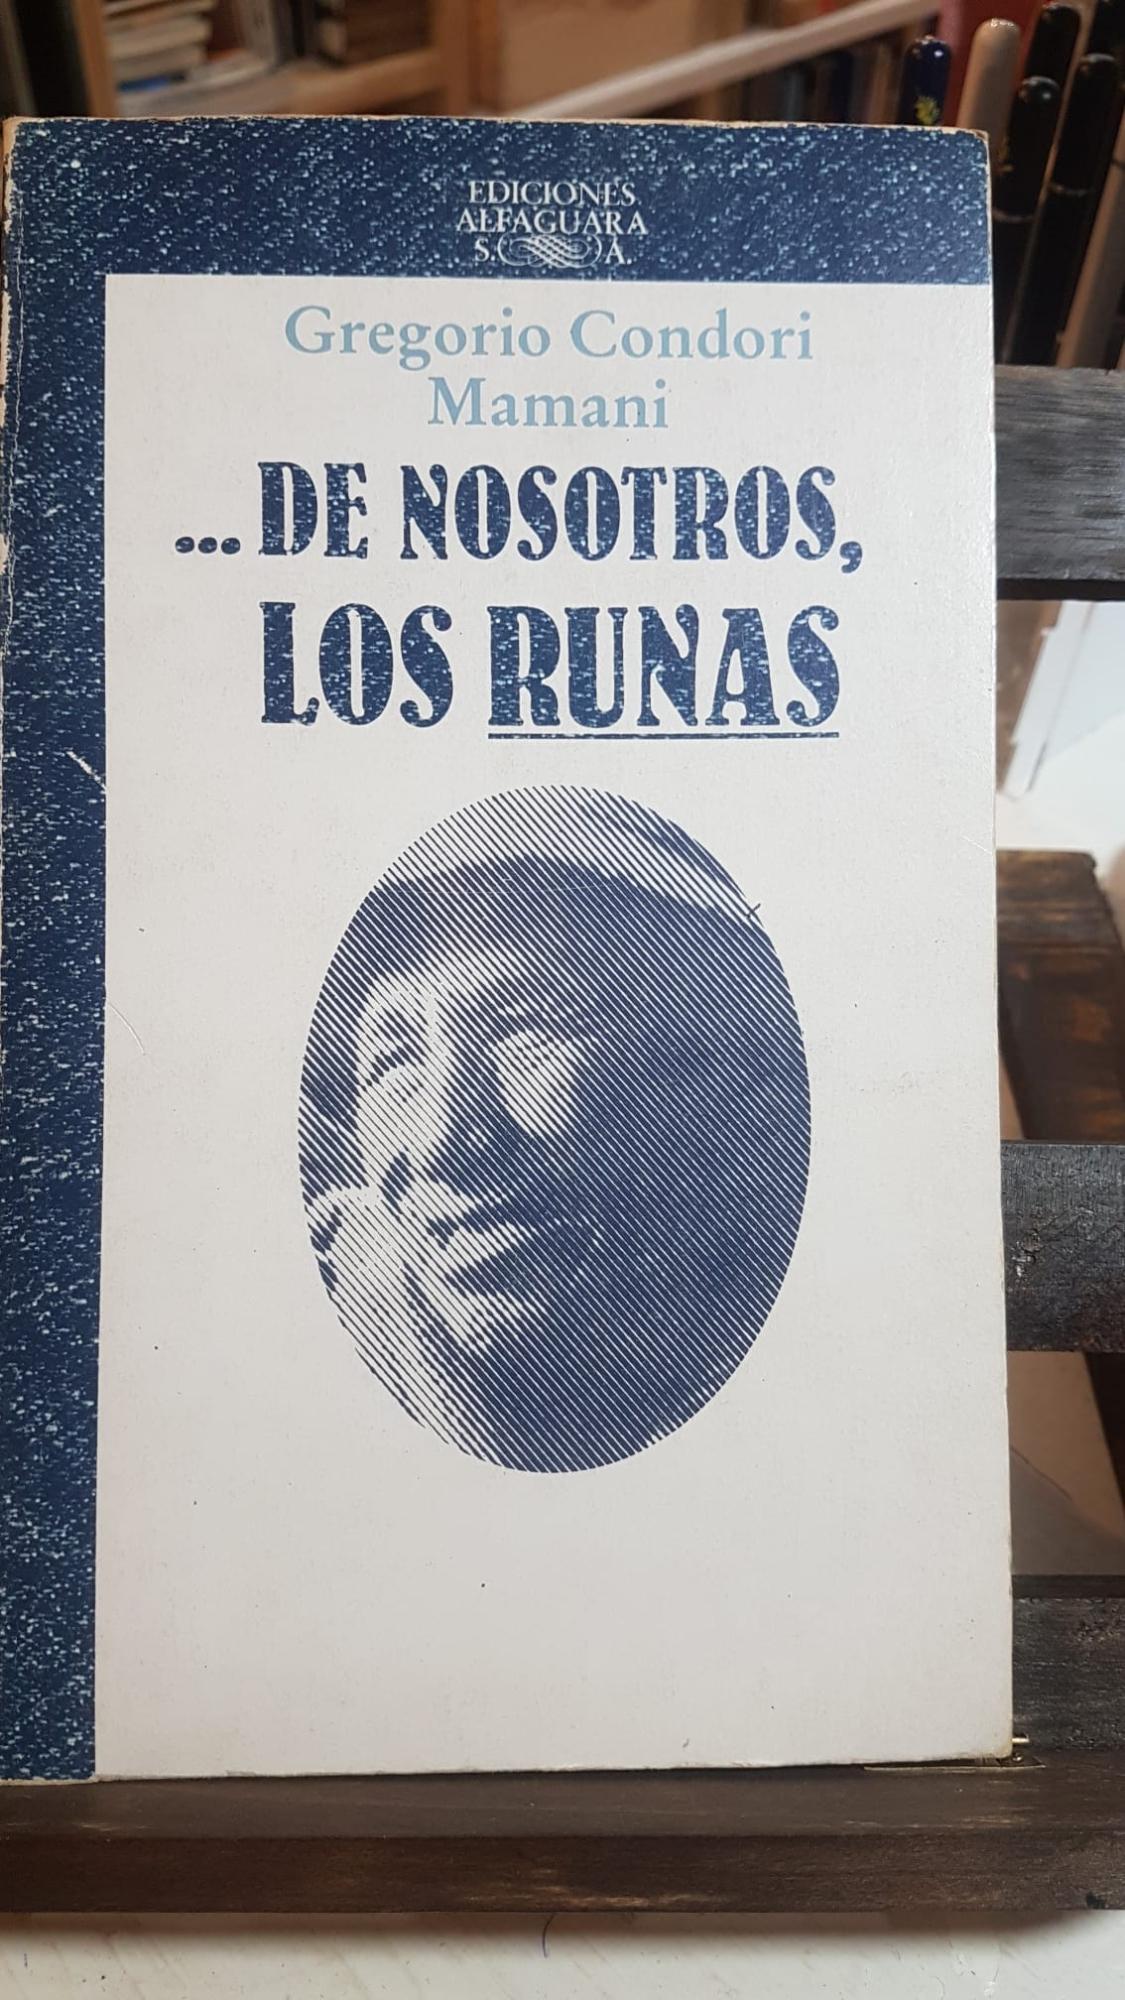 EDICIONES
ALFAGUARA
S. A.
Gregorio Condori
Mamani
...DE NOSOTROS,
LOS RUNAS